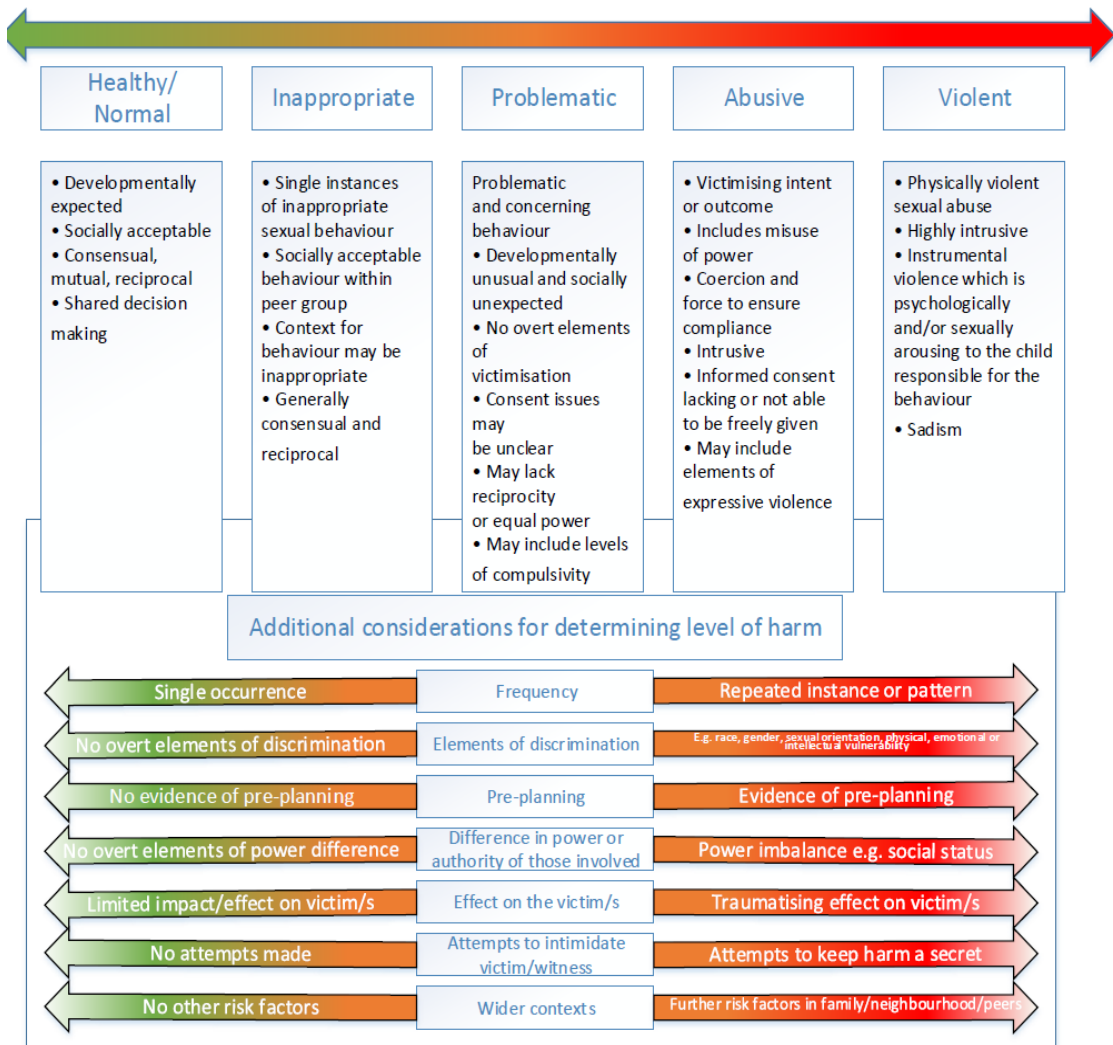 Healthy/
Normal
Inappropriate
Problematic
Abusive
Violent
• Developmentally
expected
• Socially acceptable
• Consensual,
mutual, reciprocal
• Shared decision
making
• Single instances
of inappropriate
sexual behaviour
• Socially acceptable
behaviour within
peer group
• Context for
behaviour may be
inappropriate
• Generally
consensual and
reciprocal
Problematic
and concerning
behaviour
• Developmentally
unusual and socially
unexpected
• No overt elements
of
victimisation
• Consent issues
may
be unclear
• May lack
reciprocity
or equal power
• May include levels
of compulsivity
• Victimising intent
or outcome
• Includes misuse
of power
• Coercion and
force to ensure
compliance
• Intrusive
• Informed consent
lacking or not able
to be freely given
• May include
elements of
expressive violence
• Physically violent
sexual abuse
• Highly intrusive
• Instrumental
violence which is
psychologically
and/or sexually
arousing to the child
responsible for the
behaviour
• Sadism
Additional considerations for determining level of harm
Single occurrence
Frequency
Repeated instance or pattern
No overt elements of discrimination
Elements of discrimination
E.g. race, gender, sexual orientation, physical, emotional or
intellectual vulnerability
No evidence of pre-planning
Pre-planning
Evidence of pre-planning
No overt elements of power difference
Difference in power or
authority of those involved
Power imbalance e.g. social status
Limited impact/effect on victim/s
Effect on the victim/s
Traumatising effect on victim/s
No attempts made
Attempts to intimidate
victim/witness
Attempts to keep harm a secret
No other risk factors
Wider contexts
Further risk factors in family/neighbourhood/peers